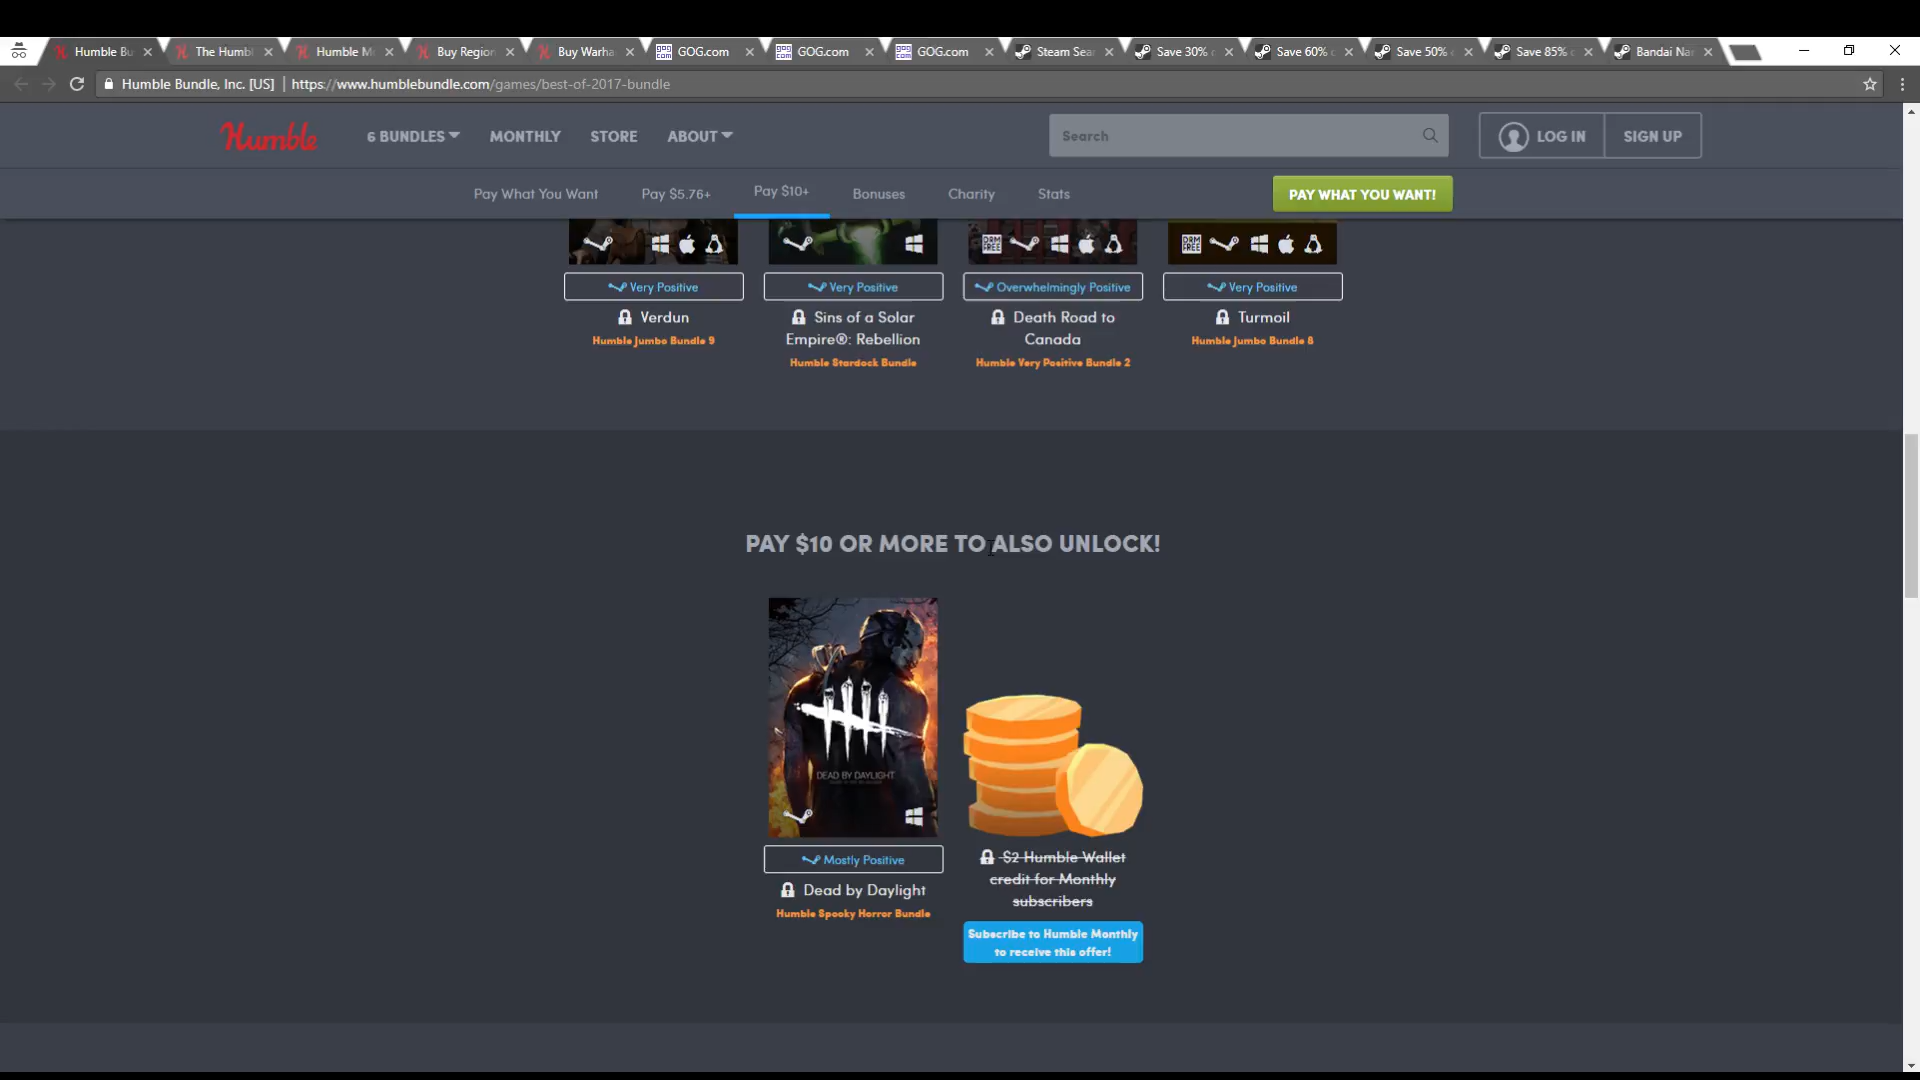 Humble Bu
The Humbl
Humble M
Buy Region
Buy Warha
GOG.com
GOG.com
GOG.com
Steam Sea
Save 30% o
Save 60% o
Save 50% o
Save 85% o
Bandai Na
Humble Bundle, Inc. [US] | https://www.humblebundle.com/games/best-of-2017-bundle
Humble
6 BUNDLES
MONTHLY
STORE
ABOUT
Search
LOG IN
SIGN UP
Pay What You Want
Pay $5.76+
Pay $10+
Bonuses
Charity
Stats
PAY WHAT YOU WANT!
DRM FREE
DRM FREE
Very Positive
Very Positive
Overwhelmingly Positive
Very Positive
Verdun
Humble Jumbo Bundle 9
Sins of a Solar
Empire®: Rebellion
Humble Stardock Bundle
Death Road to
Canada
Humble Very Positive Bundle 2
Turmoil
Humble Jumbo Bundle 8
PAY $10 OR MORE TO ALSO UNLOCK!
DEAD BY DAYLIGHT
Mostly Positive
Dead by Daylight
Humble Spooky Horror Bundle
$2 Humble Wallet
credit for Monthly
subscribers
Subscribe to Humble Monthly
to receive this offer!